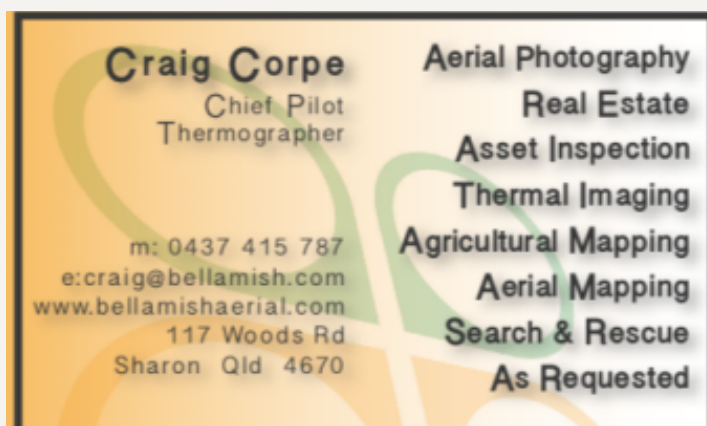 Craig Corpe
Chief Pilot
Thermographer
m: 0437 415 787
e:craig@bellamish.com
www.bellamishaerial.com
117 Woods Rd
Sharon Qld 4670
Aerial Photography
Real Estate
Asset Inspection
Thermal Imaging
Agricultural Mapping
Aerial Mapping
Search & Rescue
As Requested